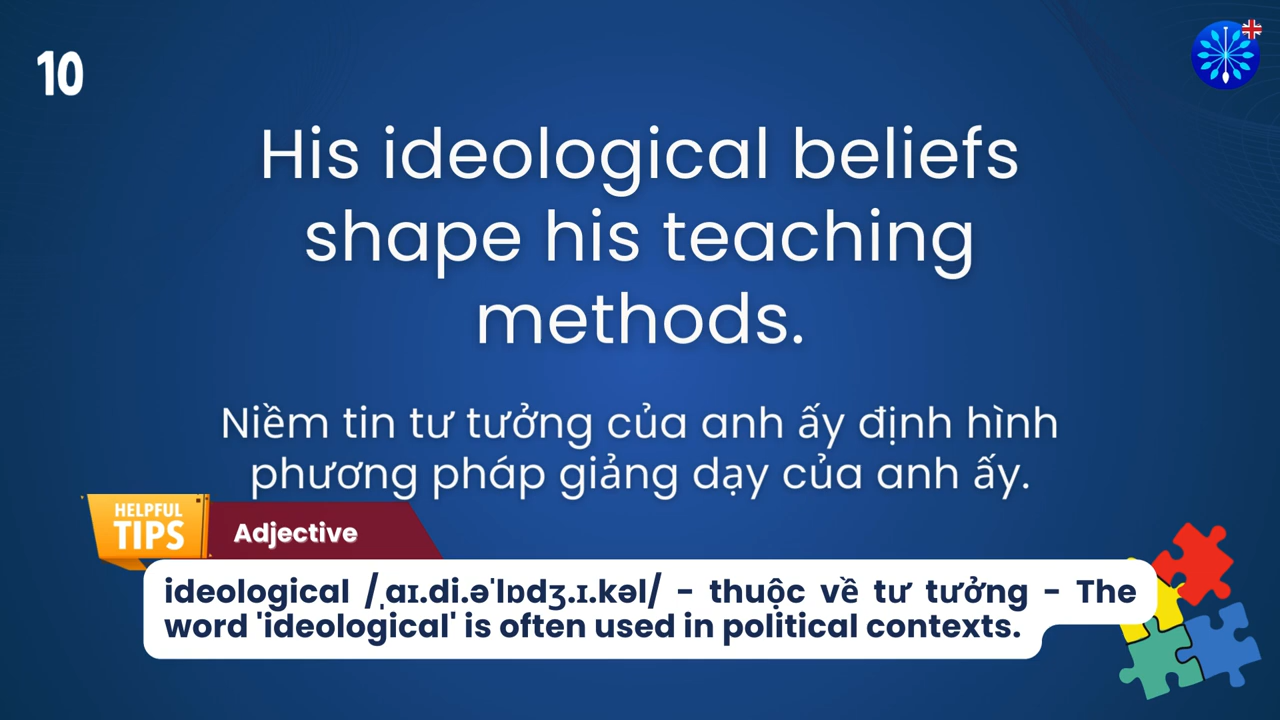 10
His ideological beliefs
shape his teaching
methods.
Niềm tin tư tưởng của anh ấy định hình
phương pháp giảng dạy của anh ấy.
HELPFUL
TIPS
Adjective
ideological /ˌaɪ.di.əˈlɒdʒ.ɪ.kəl/ - thuộc về tư tưởng - The
word 'ideological' is often used in political contexts.